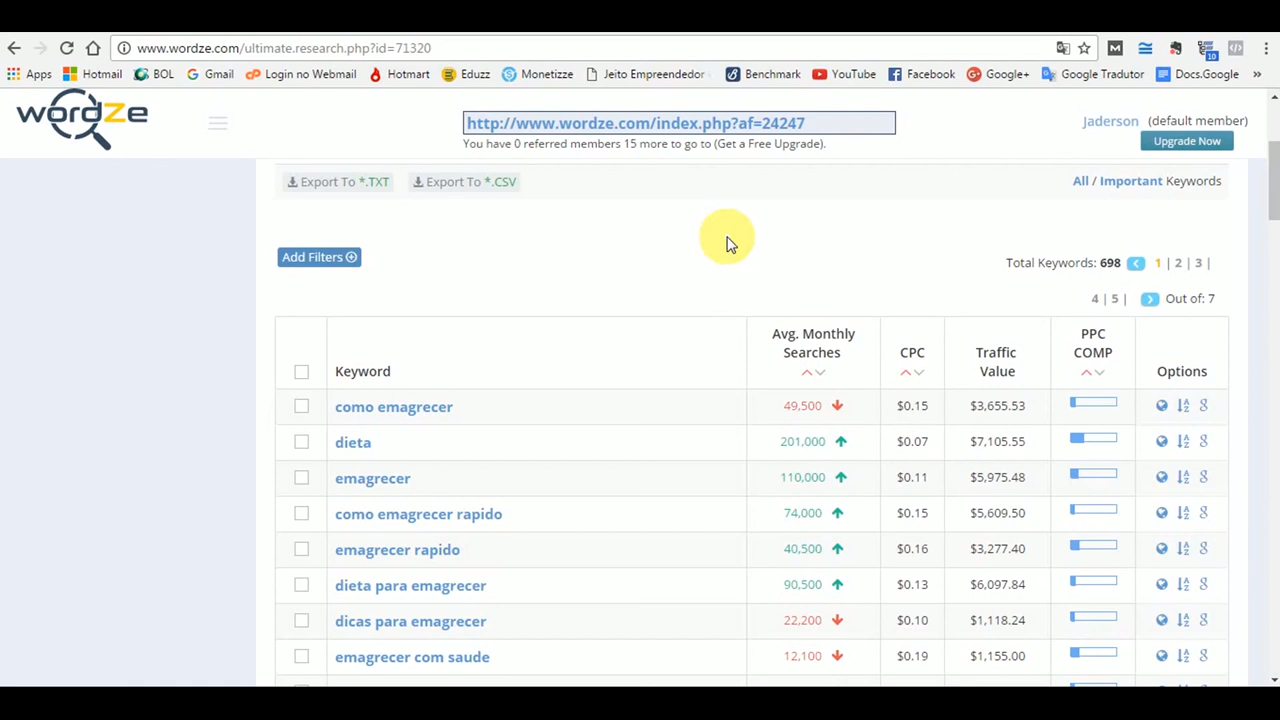 www.wordze.com/ultimate.research.php?id=71320
Apps Hotmail BOL Gmail Login no Webmail Hotmart Eduzz Monetizze Jeito Empreendedor Benchmark YouTube Facebook Google+ Google Tradutor Docs.Google »
10
wordze
http://www.wordze.com/index.php?af=24247
You have 0 referred members 15 more to go to (Get a Free Upgrade).
Jaderson (default member)
Upgrade Now
Export To *.TXT Export To *.CSV All / Important Keywords
Add Filters
Total Keywords: 698 1 | 2 | 3 |
4 | 5 | Out of: 7
Keyword Avg. Monthly Searches CPC Traffic Value PPC COMP Options
como emagrecer 49,500 $0.15 $3,655.53
dieta 201,000 $0.07 $7,105.55
emagrecer 110,000 $0.11 $5,975.48
como emagrecer rapido 74,000 $0.15 $5,609.50
emagrecer rapido 40,500 $0.16 $3,277.40
dieta para emagrecer 90,500 $0.13 $6,097.84
dicas para emagrecer 22,200 $0.10 $1,118.24
emagrecer com saude 12,100 $0.19 $1,155.00